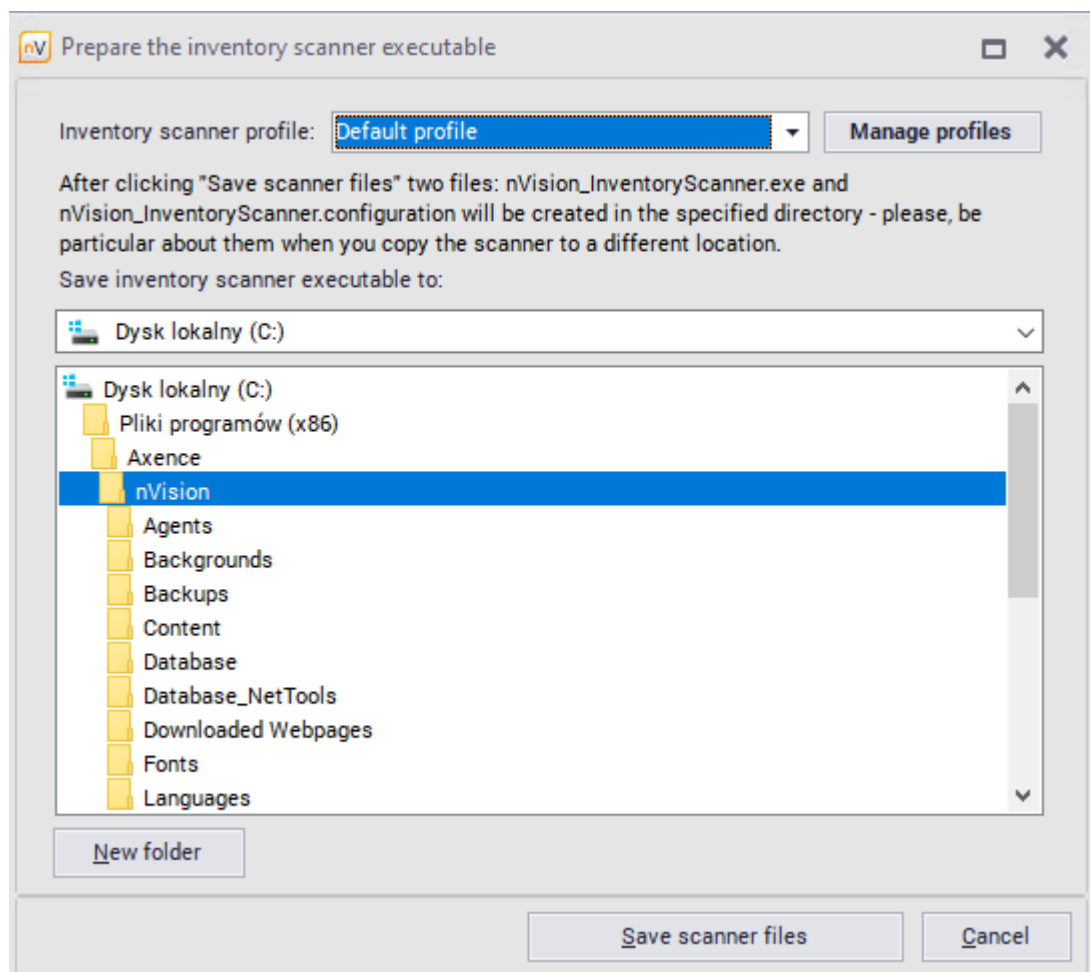 nV Prepare the inventory scanner executable
Inventory scanner profile: Default profile Manage profiles
After clicking "Save scanner files" two files: nVision_InventoryScanner.exe and
nVision_InventoryScanner.configuration will be created in the specified directory - please, be
particular about them when you copy the scanner to a different location.
Save inventory scanner executable to:
Dysk lokalny (C:)
Dysk lokalny (C:)
Pliki programów (x86)
Axence
nVision
Agents
Backgrounds
Backups
Content
Database
Database_NetTools
Downloaded Webpages
Fonts
Languages
New folder
Save scanner files Cancel